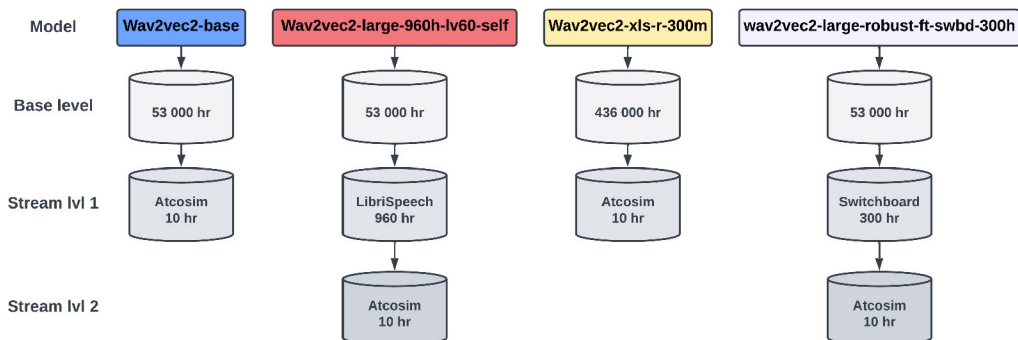 Model
Wav2vec2-base
Wav2vec2-large-960h-lv60-self
Wav2vec2-xls-r-300m
wav2vec2-large-robust-ft-swbd-300h
Base level
53 000 hr
53 000 hr
436 000 hr
53 000 hr
Stream lvl 1
Atcosim
10 hr
LibriSpeech
960 hr
Atcosim
10 hr
Switchboard
300 hr
Stream lvl 2
Atcosim
10 hr
Atcosim
10 hr